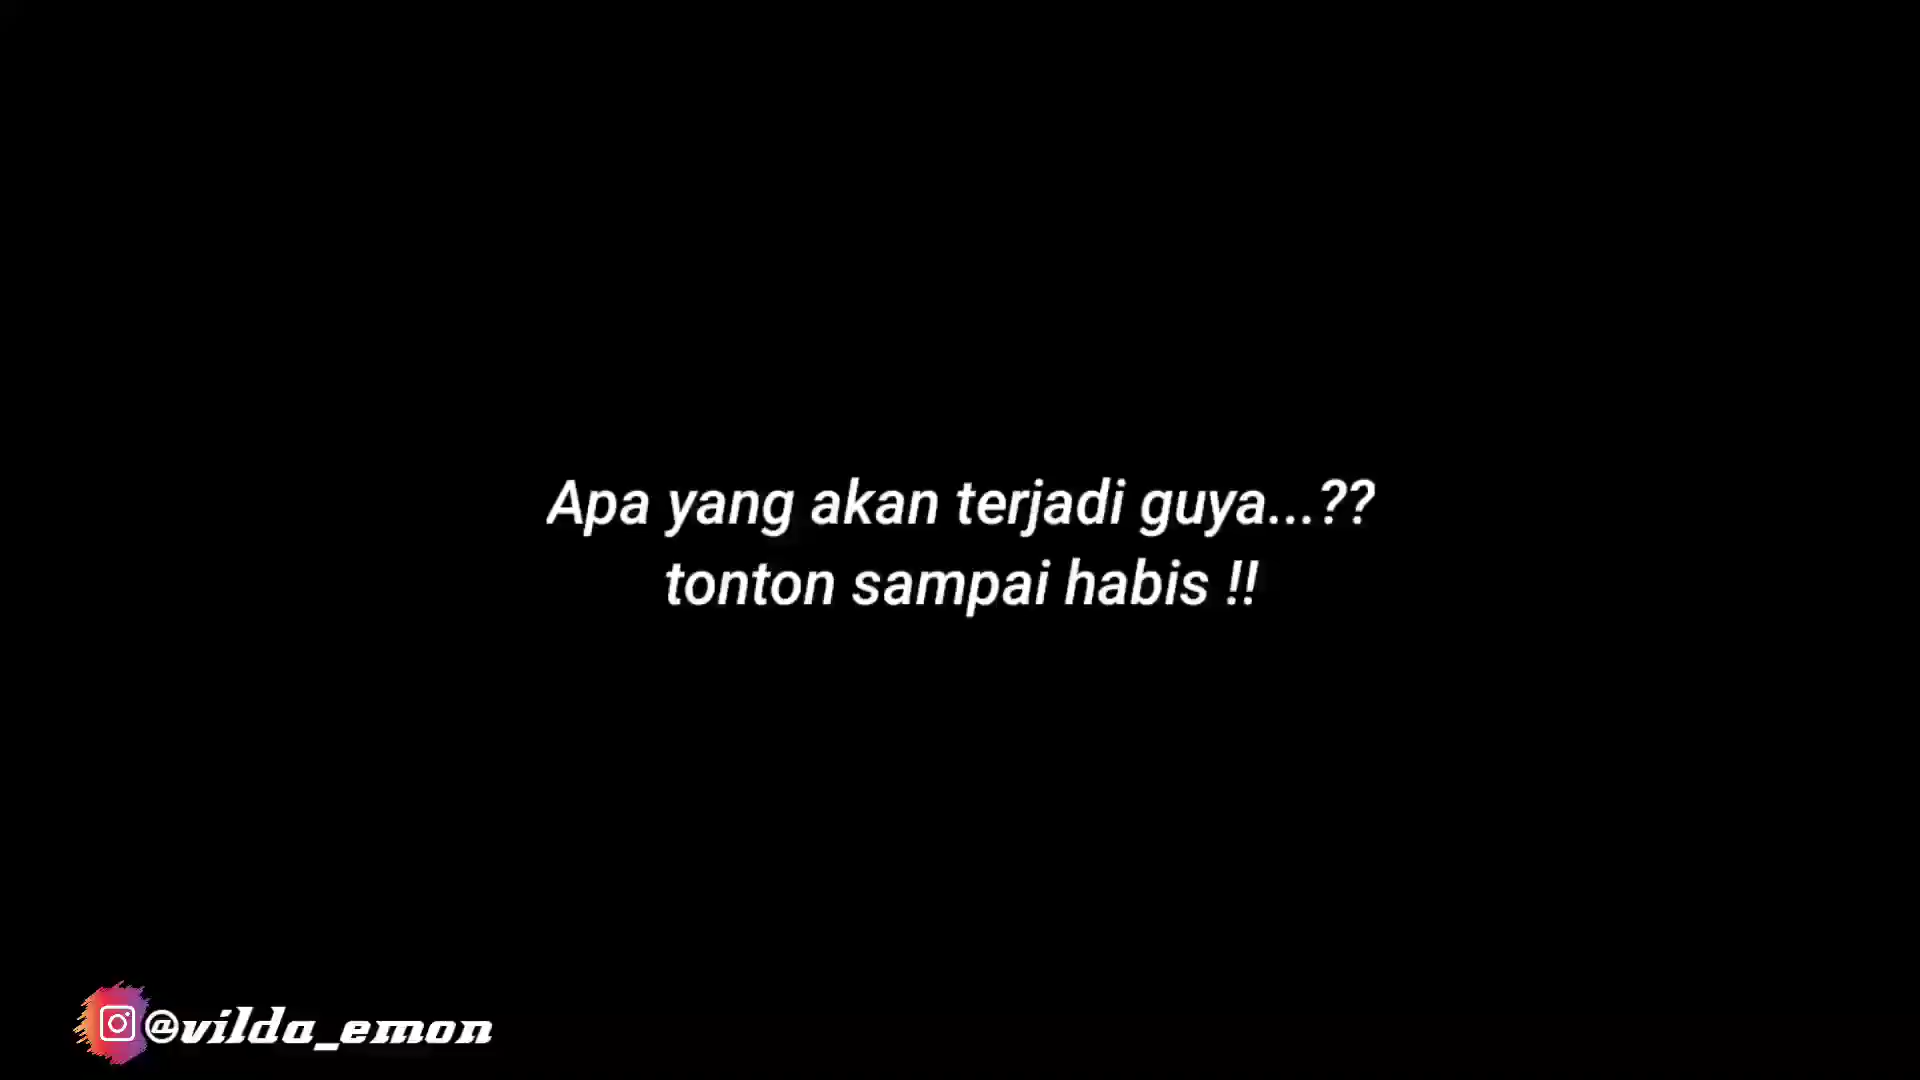 Apa yang akan terjadi guya...??
tonton sampai habis !!
@vilda_emon